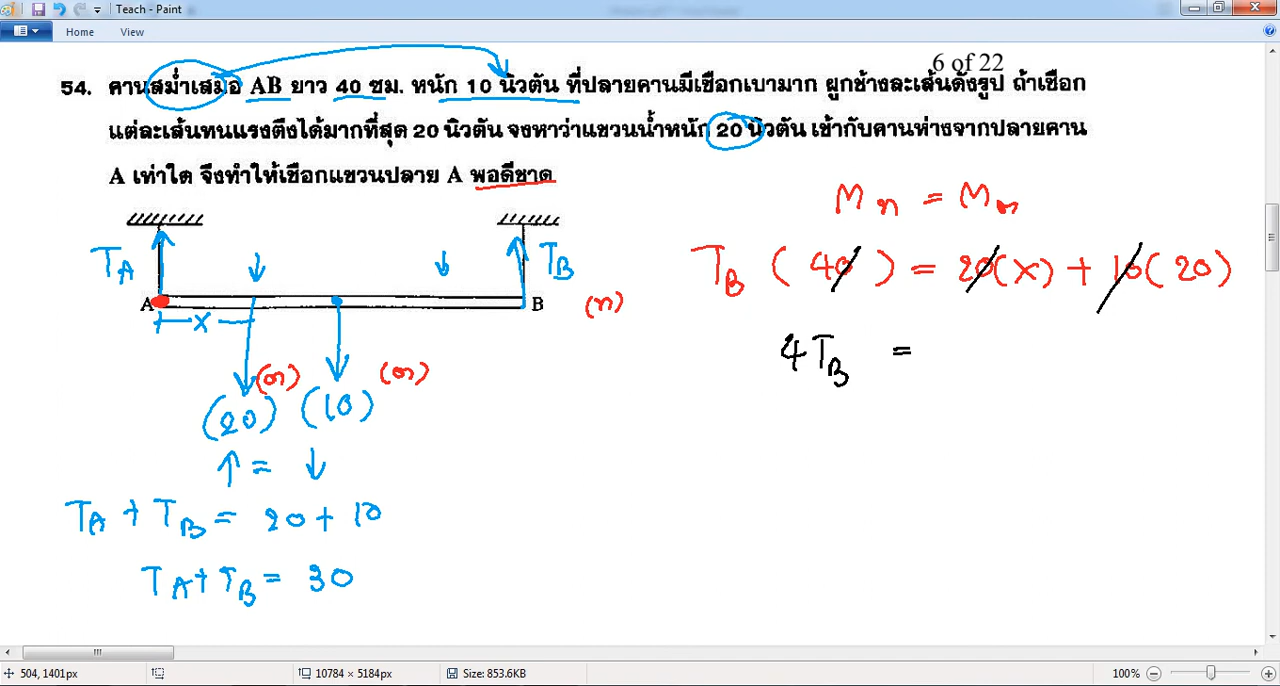 Teach - Paint
Home View
6 of 22
54. คานสม่ำเสมอ AB ยาว 40 ซม. หนัก 10 นิวตัน ที่ปลายคานมีเชือกเบามาก ผูกข้างละเส้นดังรูป ถ้าเชือก
แต่ละเส้นทนแรงตึงได้มากที่สุด 20 นิวตัน จงหาว่าแขวนน้ำหนัก 20 นิวตัน เข้ากับคานห่างจากปลายคาน
A เท่าใด จึงทำให้เชือกแขวนปลาย A พอดีขาด
M ท = M ต
T A T B
T B ( 40 ) = 20 (x) + 10 ( 20 )
A B (ท)
x
4 T B =
(ต) (ต)
(20) (10)
↑ = ↓
T A + T B = 20 + 10
T A + T B = 30
504, 1401px 10784 × 5184px Size: 853.6KB 100%